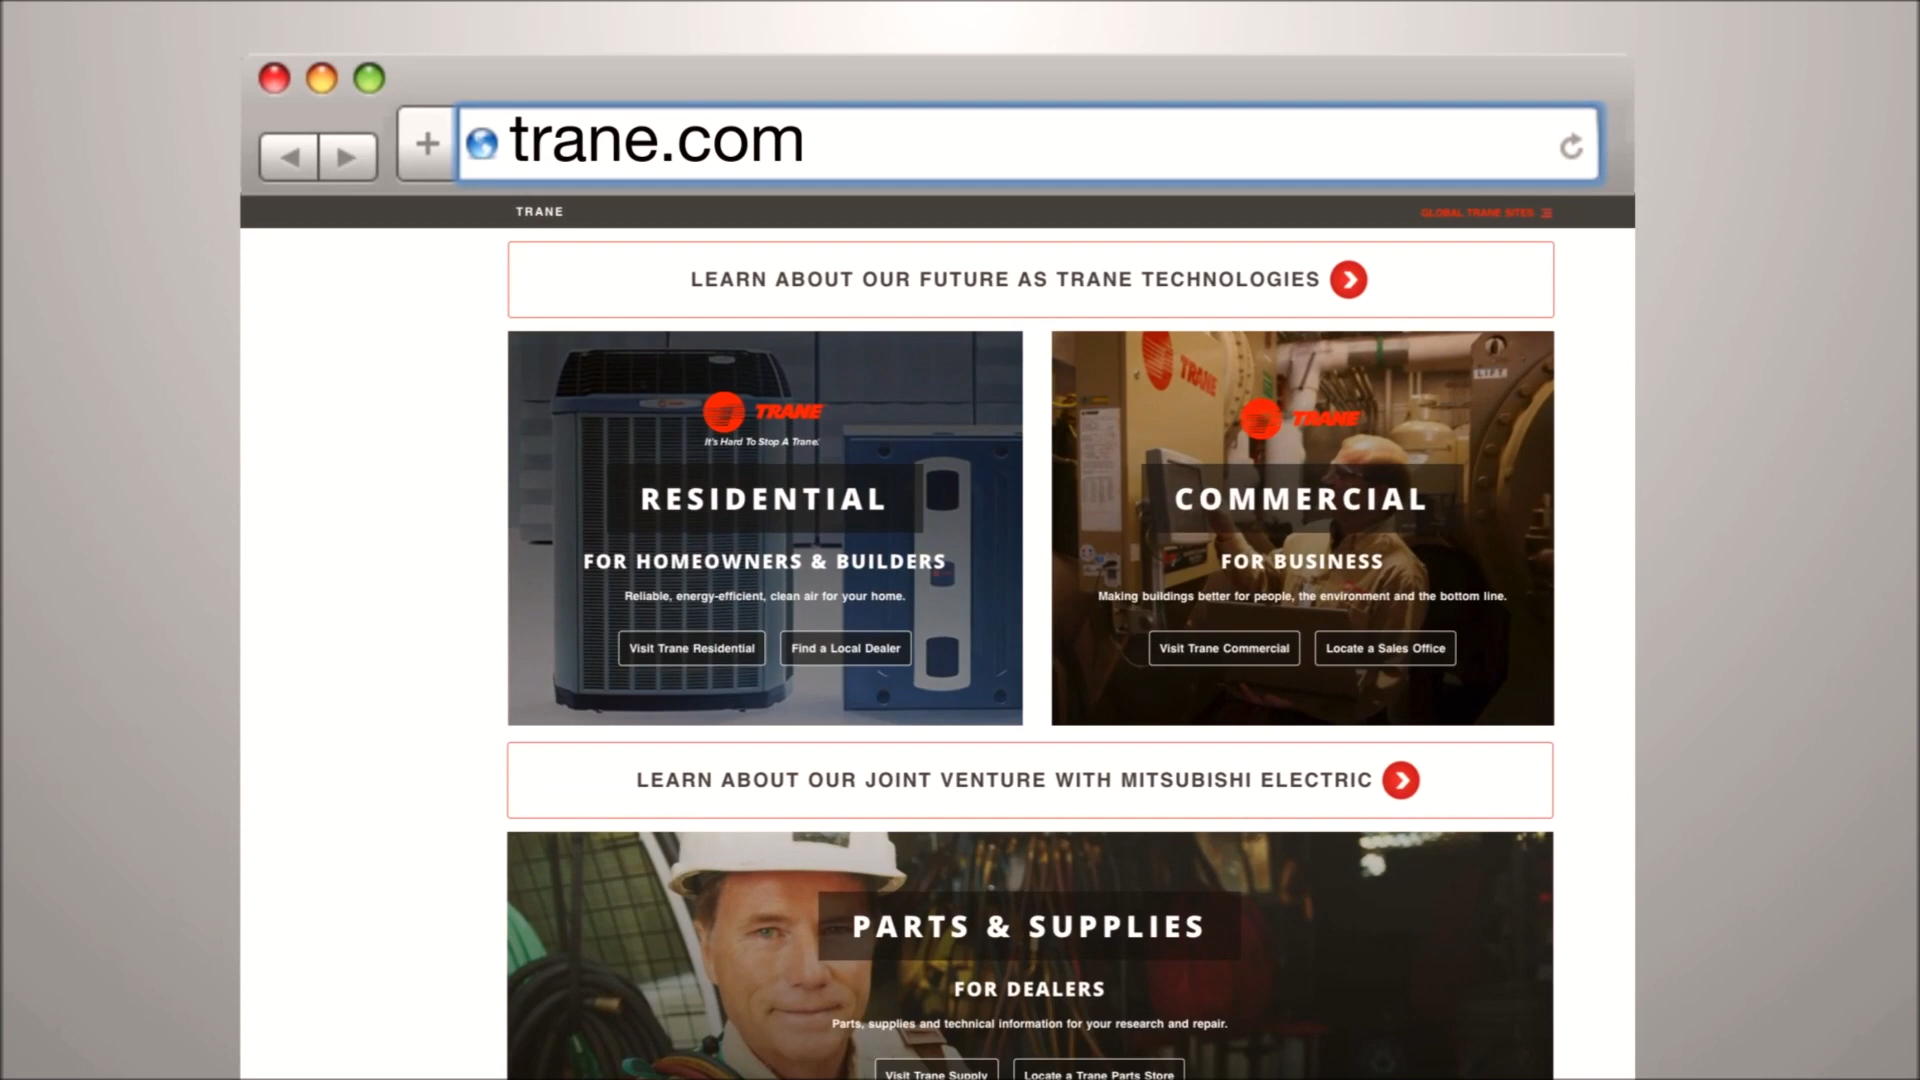 trane.com
TRANE
GLOBAL TRANE SITES
LEARN ABOUT OUR FUTURE AS TRANE TECHNOLOGIES
TRANE
It's Hard To Stop A Trane.
RESIDENTIAL
FOR HOMEOWNERS & BUILDERS
Reliable, energy-efficient, clean air for your home.
Visit Trane Residential
Find a Local Dealer
TRANE
TRANE
COMMERCIAL
FOR BUSINESS
Making buildings better for people, the environment and the bottom line.
Visit Trane Commercial
Locate a Sales Office
LEARN ABOUT OUR JOINT VENTURE WITH MITSUBISHI ELECTRIC
PARTS & SUPPLIES
FOR DEALERS
Parts, supplies and technical information for your research and repair.
Visit Trane Supply
Locate a Trane Parts Store